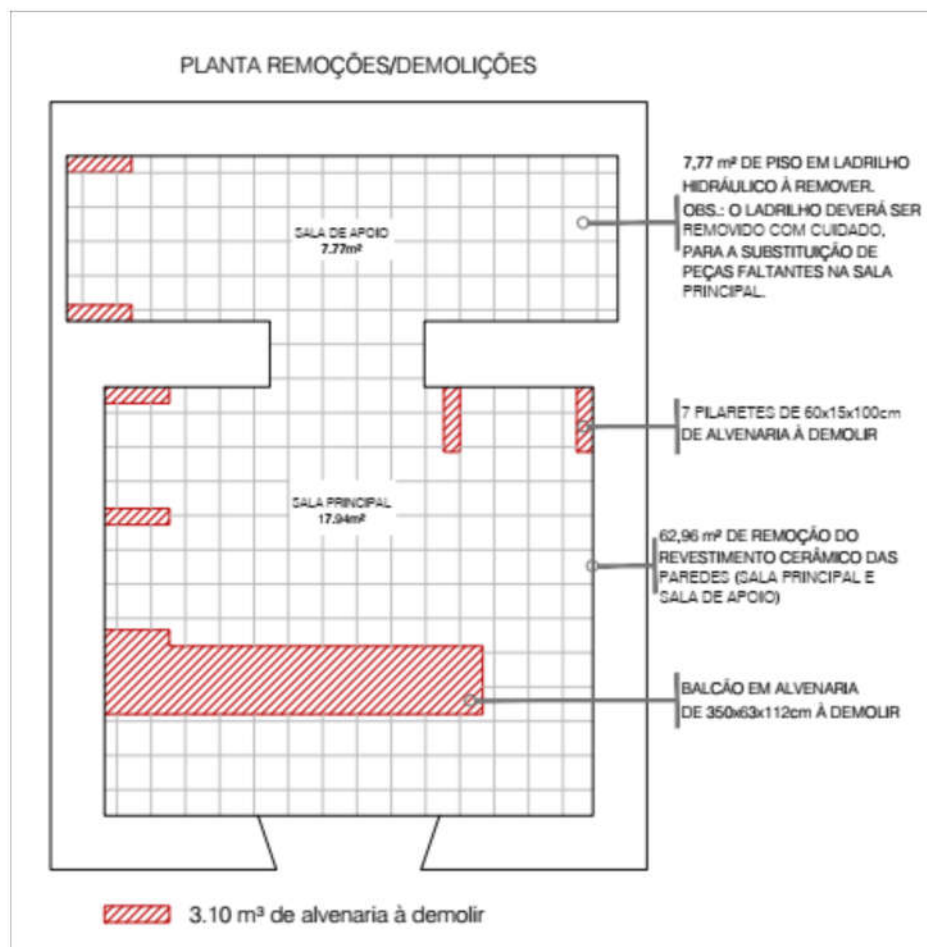 PLANTA REMOÇÕES/DEMOLIÇÕES
7,77 m² DE PISO EM LADRILHO
HIDRÁULICO À REMOVER.
OBS.: O LADRILHO DEVERÁ SER
REMOVIDO COM CUIDADO,
PARA A SUBSTITUIÇÃO DE
PEÇAS FALTANTES NA SALA
PRINCIPAL.
SALA DE APOIO
7.77m²
7 PILARETES DE 60x15x100cm
DE ALVENARIA À DEMOLIR
SALA PRINCIPAL
17.94m²
62,96 m² DE REMOÇÃO DO
REVESTIMENTO CERÂMICO DAS
PAREDES (SALA PRINCIPAL E
SALA DE APOIO)
BALCÃO EM ALVENARIA
DE 350x63x112cm À DEMOLIR
3.10 m³ de alvenaria à demolir